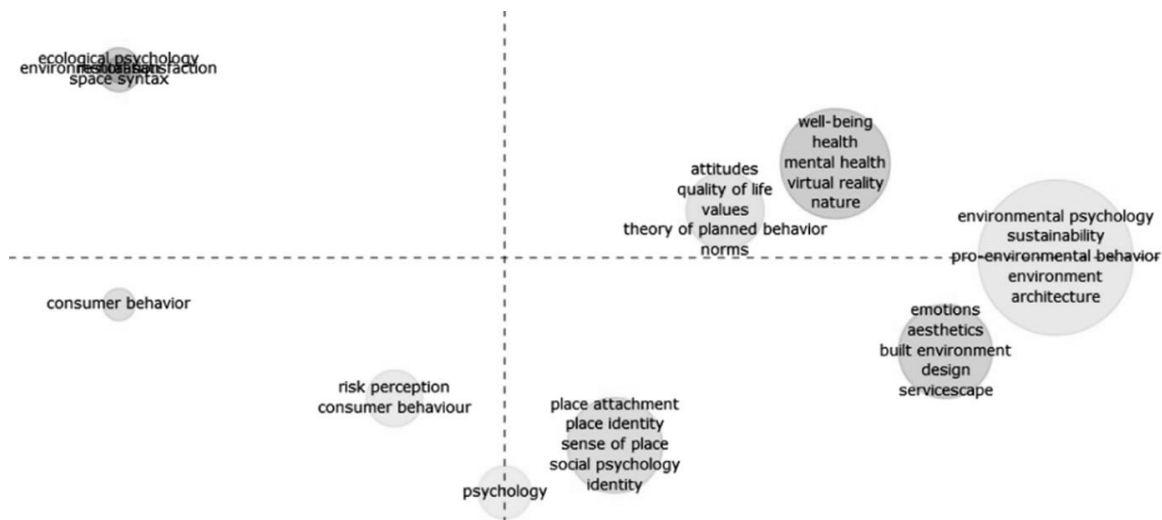 ecological psychology
space syntax
well-being
health
mental health
virtual reality
nature
attitudes
quality of life
values
theory of planned behavior
norms
environmental psychology
sustainability
pro-environmental behavior
environment
architecture
consumer behavior
emotions
aesthetics
built environment
design
servicescape
risk perception
consumer behaviour
place attachment
place identity
sense of place
social psychology
identity
psychology